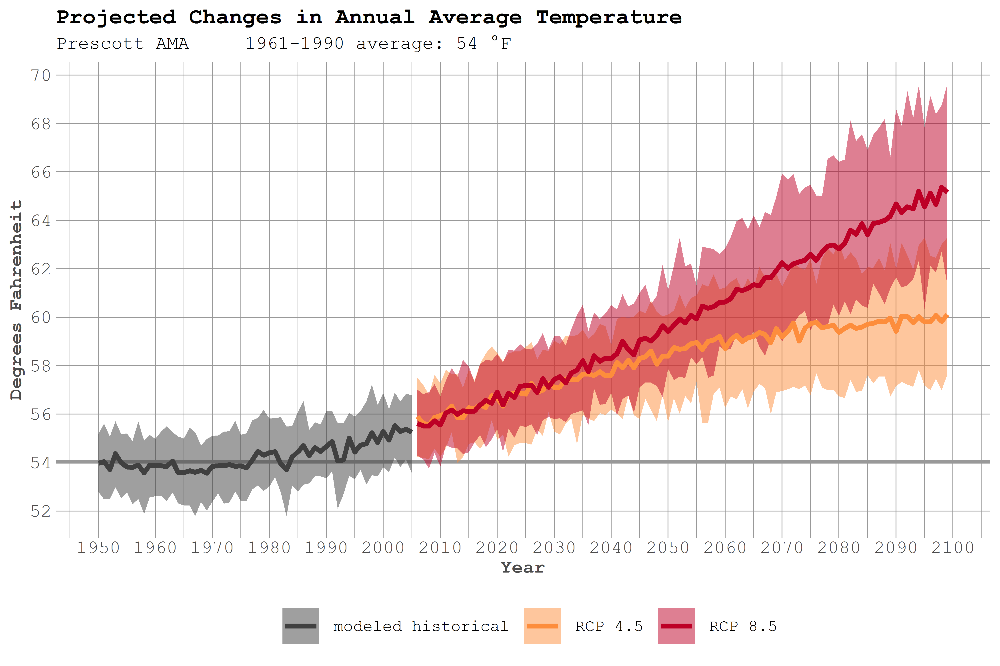 Projected Changes in Annual Average Temperature
Prescott AMA 1961-1990 average: 54 °F
70
68
66
64
62
60
58
56
54
52
Degrees Fahrenheit
1950 1960 1970 1980 1990 2000 2010 2020 2030 2040 2050 2060 2070 2080 2090 2100
Year
modeled historical RCP 4.5 RCP 8.5